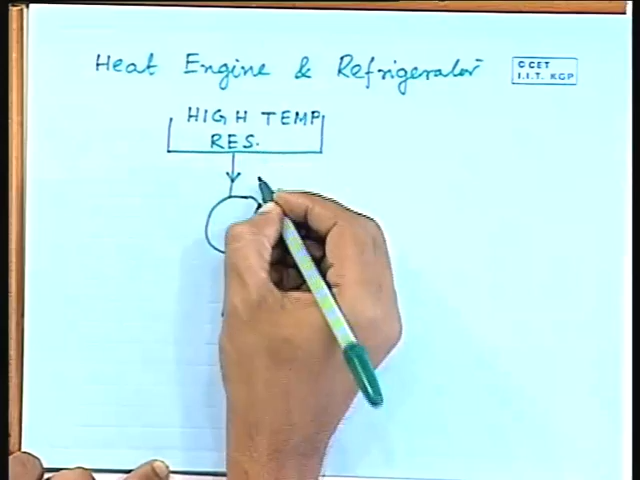 Heat Engine & Refrigerator
© CET
I.I.T. KGP
HIGH TEMP
RES.